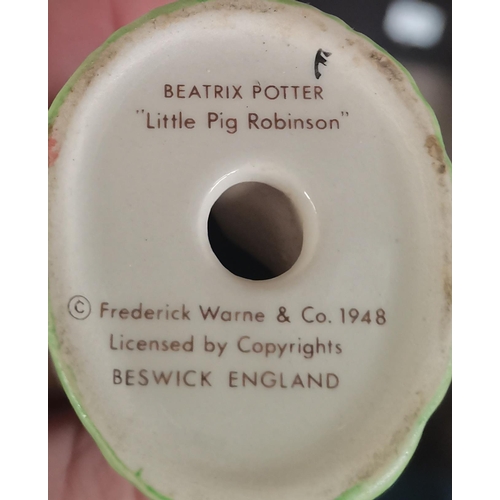 BEATRIX POTTER
"Little Pig Robinson"
© Frederick Warne & Co. 1948
Licensed by Copyrights
BESWICK ENGLAND